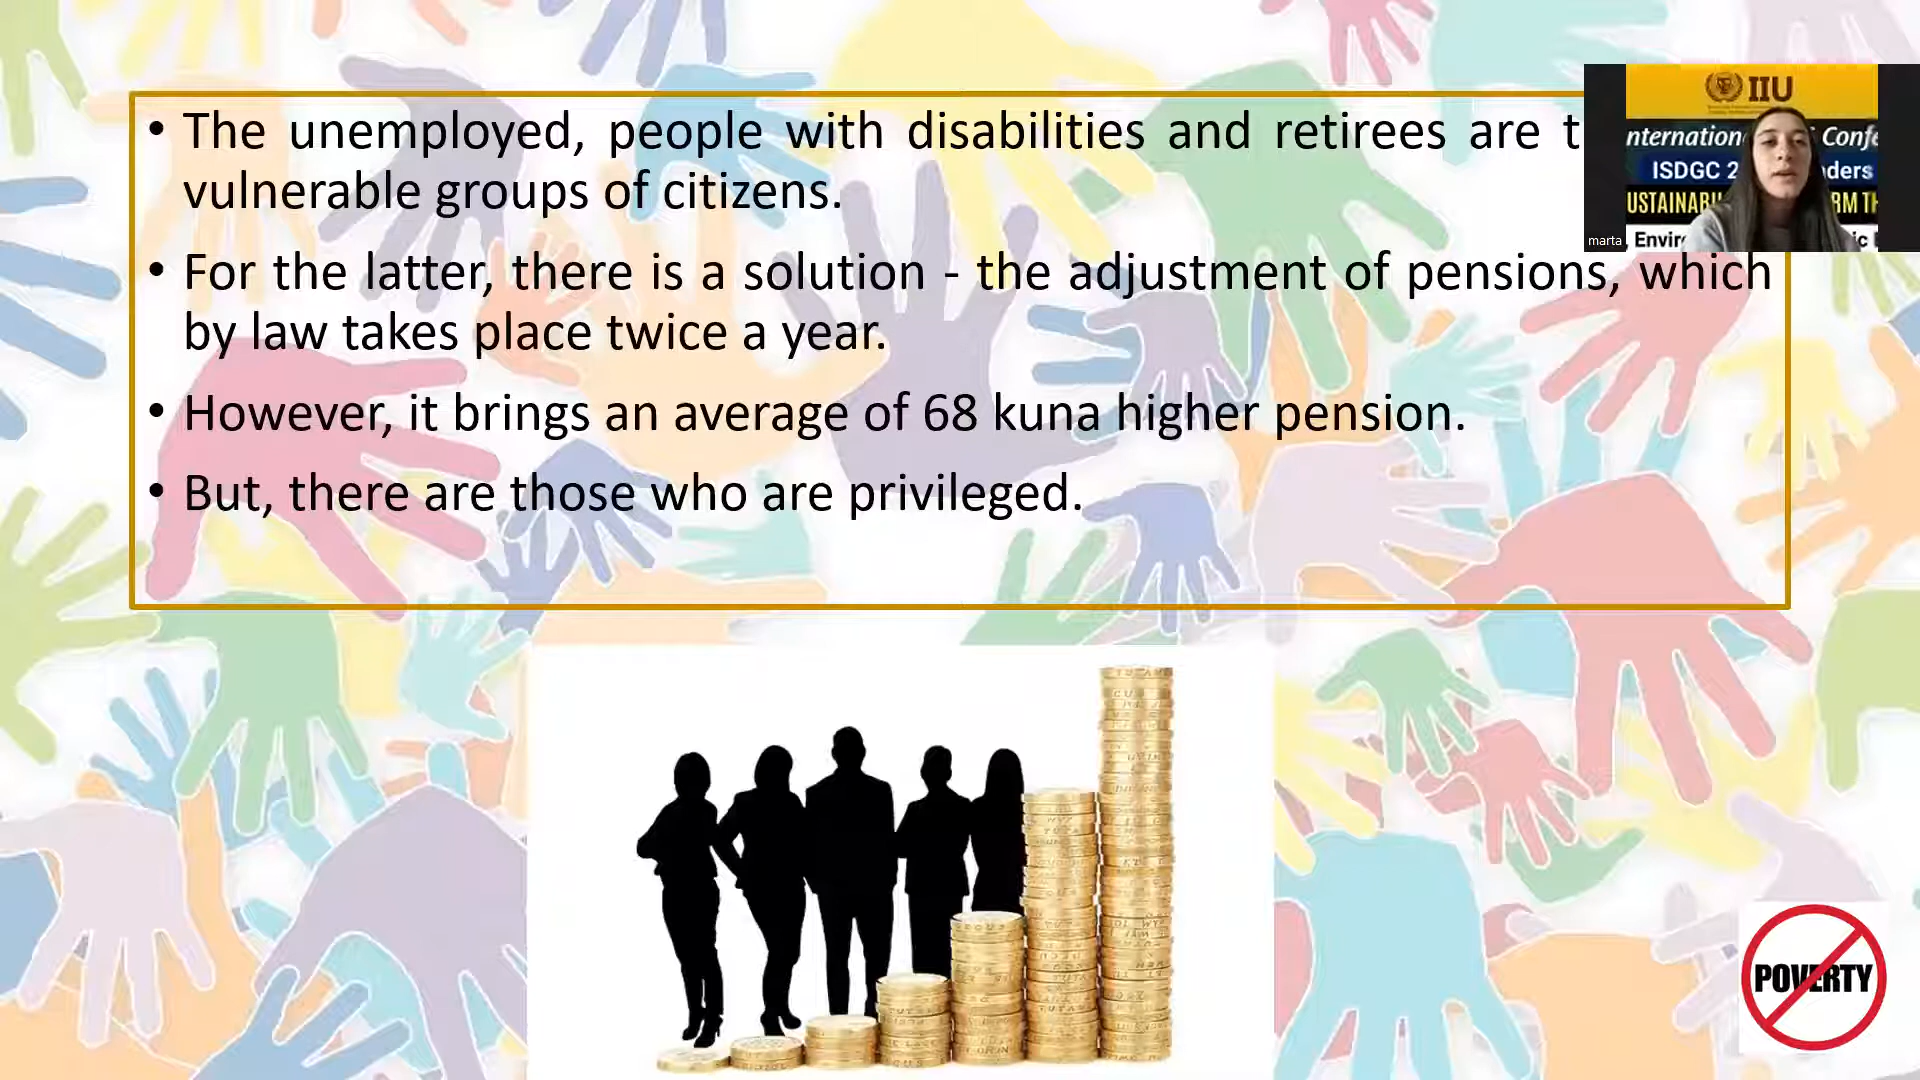 • The unemployed, people with disabilities and retirees are
vulnerable groups of citizens.
• For the latter, there is a solution - the adjustment of pensions, which
by law takes place twice a year.
• However, it brings an average of 68 kuna higher pension.
• But, there are those who are privileged.
IIU
ISDGC
marta
POVERTY